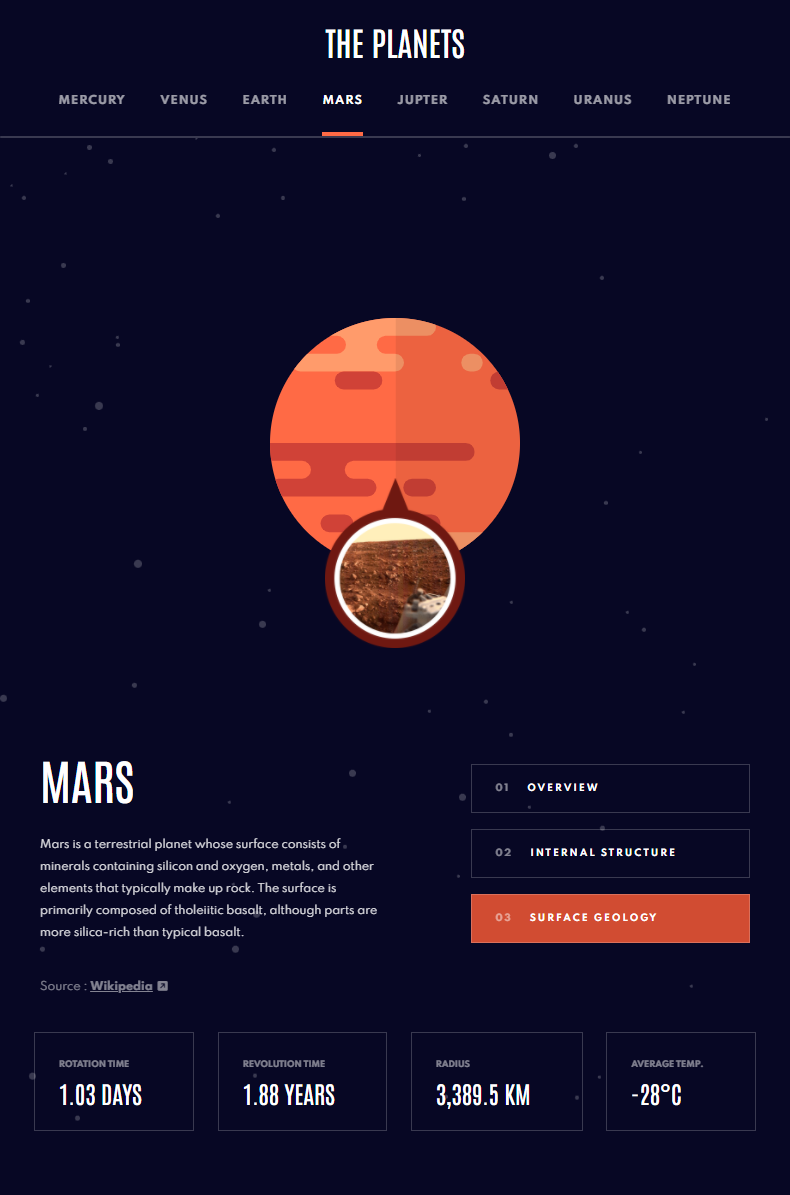 THE PLANETS
MERCURY VENUS EARTH MARS JUPTER SATURN URANUS NEPTUNE
MARS
Mars is a terrestrial planet whose surface consists of
minerals containing silicon and oxygen, metals, and other
elements that typically make up rock. The surface is
primarily composed of tholeiitic basalt, although parts are
more silica-rich than typical basalt.
Source : Wikipedia
01 OVERVIEW
02 INTERNAL STRUCTURE
03 SURFACE GEOLOGY
ROTATION TIME
1.03 DAYS
REVOLUTION TIME
1.88 YEARS
RADIUS
3,389.5 KM
AVERAGE TEMP.
-28°C